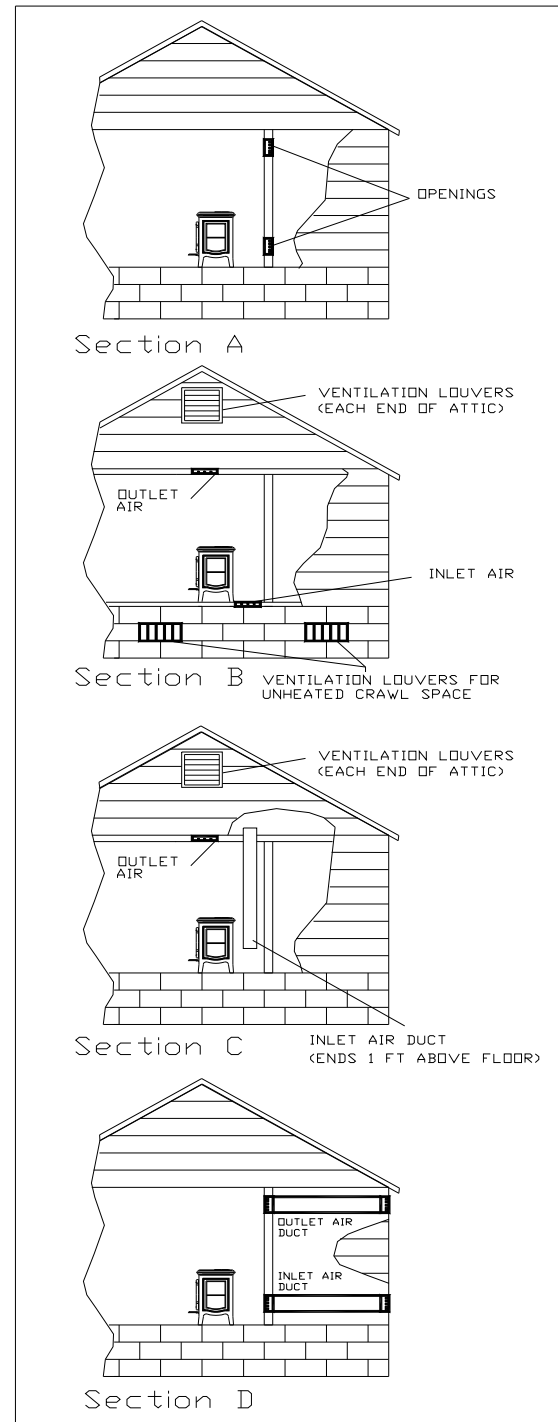 OPENINGS
Section A
VENTILATION LOUVERS
(EACH END OF ATTIC)
OUTLET
AIR
INLET AIR
Section B
VENTILATION LOUVERS FOR
UNHEATED CRAWL SPACE
VENTILATION LOUVERS
(EACH END OF ATTIC)
OUTLET
AIR
Section C
INLET AIR DUCT
(ENDS 1 FT ABOVE FLOOR)
OUTLET AIR
DUCT
INLET AIR
DUCT
Section D